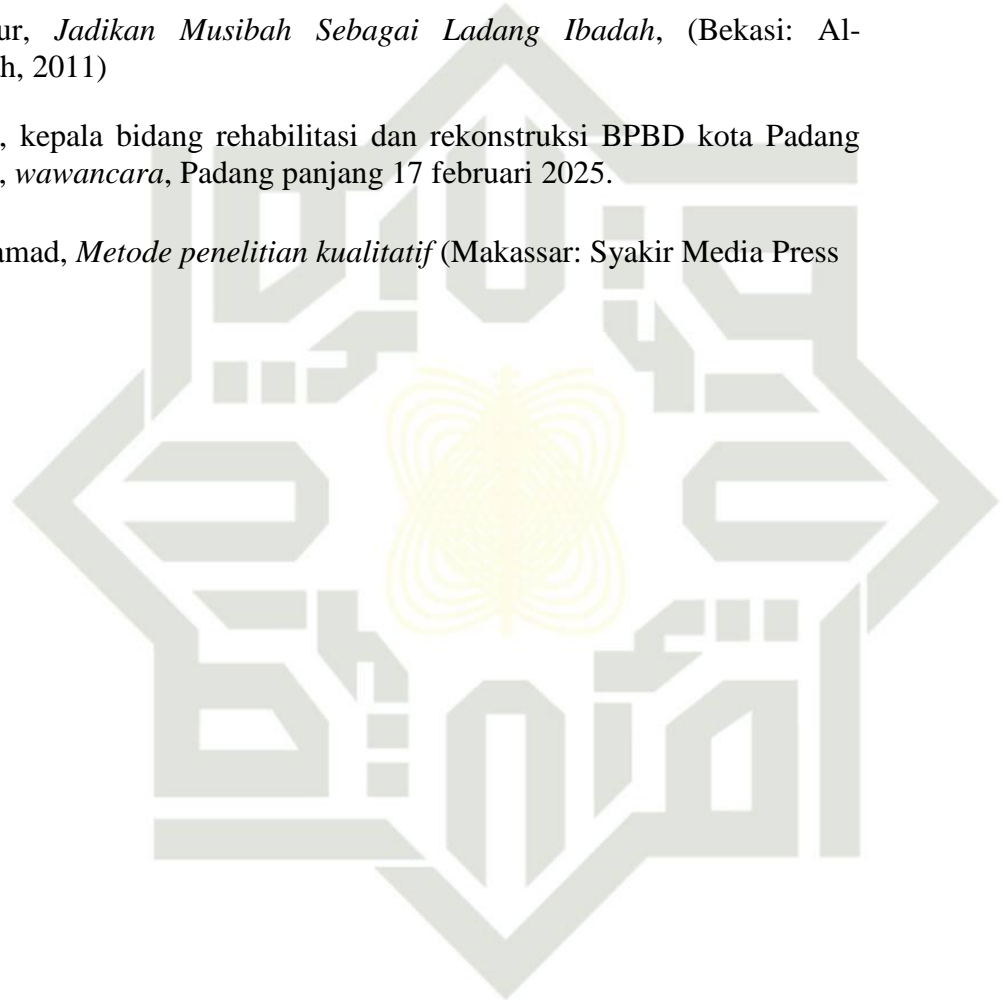 ur, Jadikan Musibah Sebagai Ladang Ibadah, (Bekasi: Al-
h, 2011)
, kepala bidang rehabilitasi dan rekonstruksi BPBD kota Padang
, wawancara, Padang panjang 17 februari 2025.
amad, Metode penelitian kualitatif (Makassar: Syakir Media Press